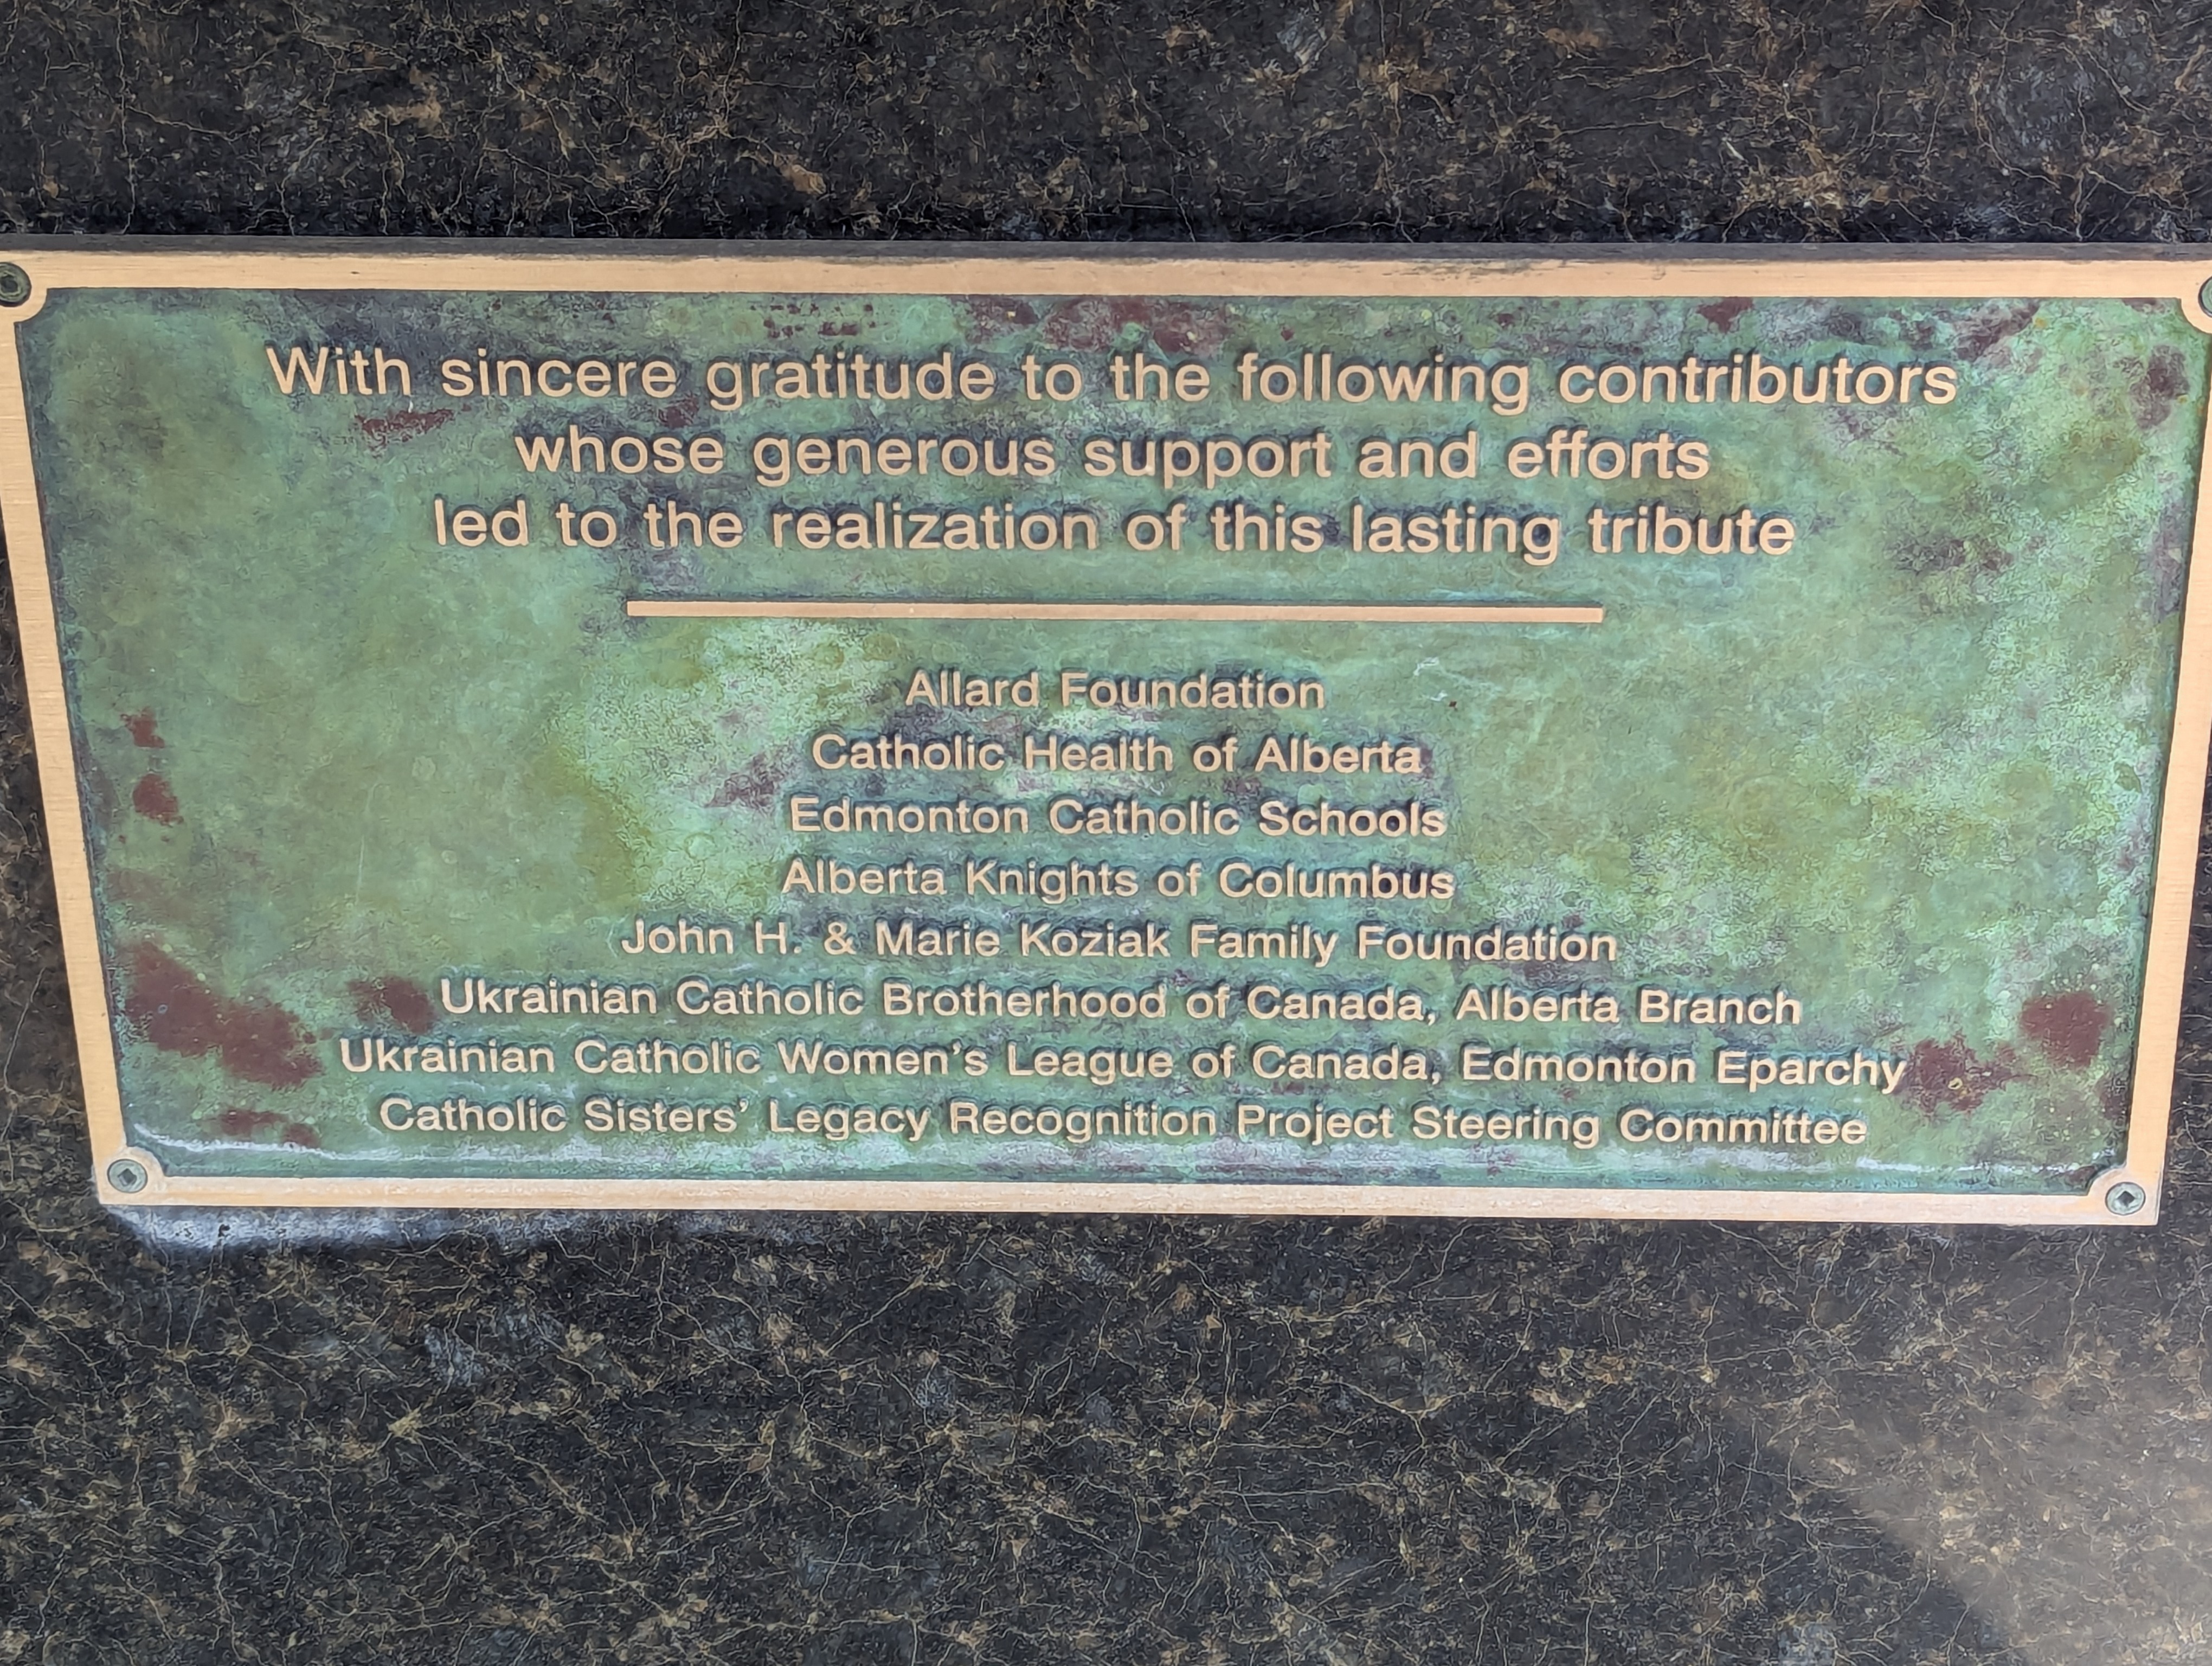 With sincere gratitude to the following contributors
whose generous support and efforts
led to the realization of this lasting tribute
Allard Foundation
Catholic Health of Alberta
Edmonton Catholic Schools
Alberta Knights of Columbus
John H. & Marie Koziak Family Foundation
Ukrainian Catholic Brotherhood of Canada, Alberta Branch
Ukrainian Catholic Women's League of Canada, Edmonton Eparchy
Catholic Sisters' Legacy Recognition Project Steering Committee